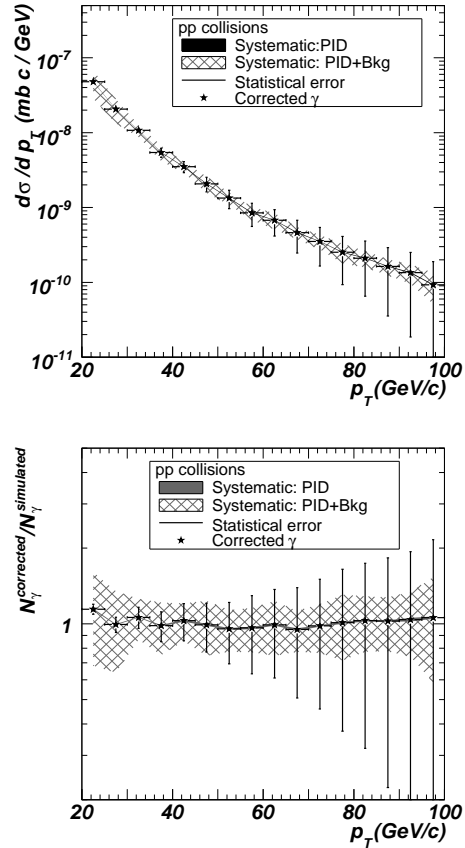 pp collisions
Systematic:PID
Systematic: PID+Bkg
Statistical error
Corrected γ
dσ/dp_T (mb c / GeV)
10^-7
10^-8
10^-9
10^-10
10^-11
20 40 60 80 100
p_T(GeV/c)
pp collisions
Systematic: PID
Systematic: PID+Bkg
Statistical error
Corrected γ
N_γ^corrected/N_γ^simulated
1
20 40 60 80 100
p_T(GeV/c)